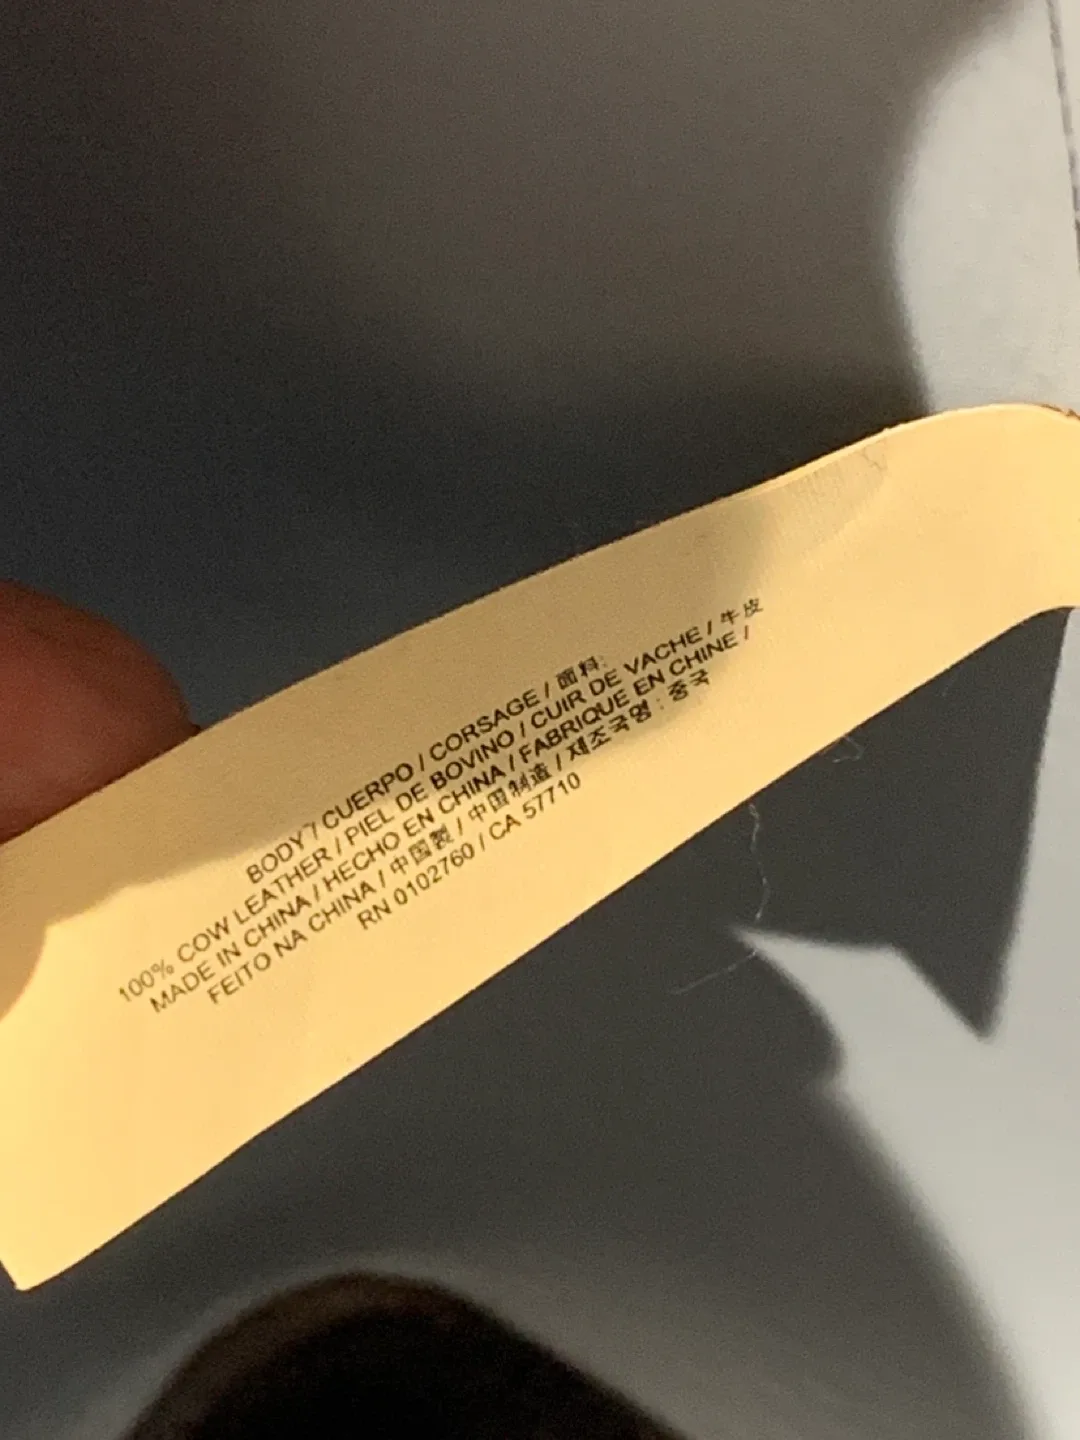 BODY / CUERPO / CORSAGE / 面料:
100% COW LEATHER / PIEL DE BOVINO / CUIR DE VACHE / 牛皮
MADE IN CHINA / HECHO EN CHINA / FABRIQUE EN CHINE /
FEITO NA CHINA / 中国製 / 中国制造 / 제조국명 : 중국
RN 0102760 / CA 57710